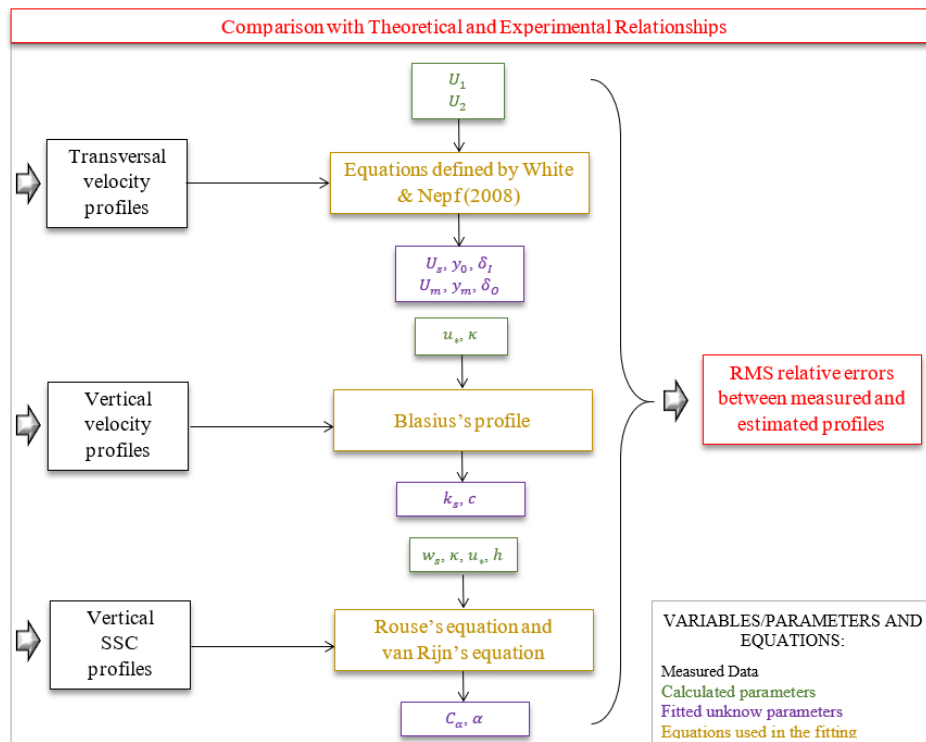 Comparison with Theoretical and Experimental Relationships
U₁
U₂
Transversal
velocity
profiles
Equations defined by White
& Nepf (2008)
Uₛ, y₀, δ_I
Uₘ, yₘ, δ_O
u*, κ
Vertical
velocity
profiles
Blasius's profile
kₛ, c
RMS relative errors
between measured and
estimated profiles
wₛ, κ, u*, h
Vertical
SSC
profiles
Rouse's equation and
van Rijn's equation
Cₐ, α
VARIABLES/PARAMETERS AND
EQUATIONS:
Measured Data
Calculated parameters
Fitted unknow parameters
Equations used in the fitting